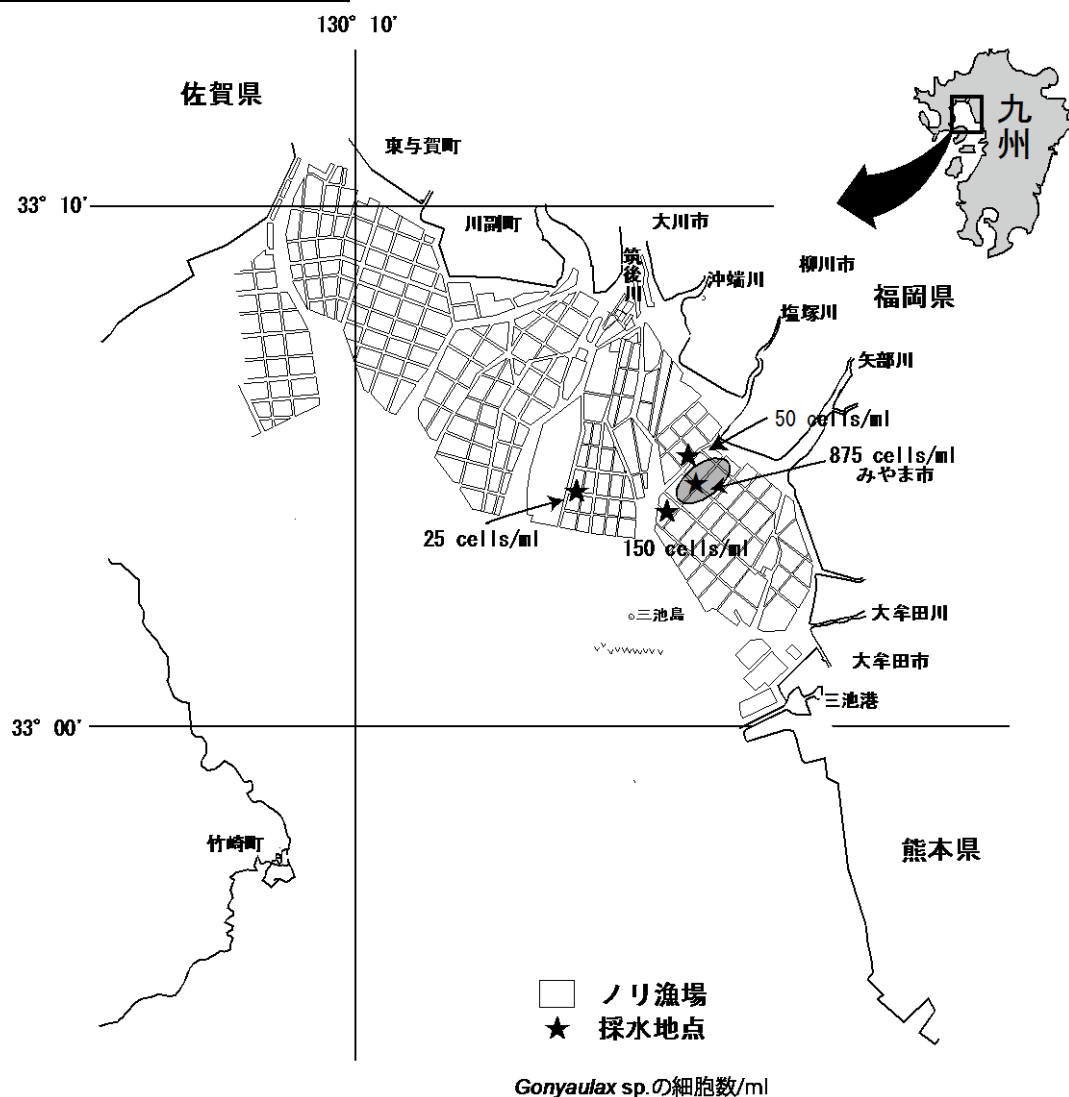 130° 10'
佐賀県
東与賀町
九州
33° 10'
川副町
大川市
筑後川
沖端川
柳川市
福岡県
塩塚川
矢部川
50 cells/ml
875 cells/ml
みやま市
25 cells/ml
150 cells/ml
三池島
大牟田川
大牟田市
三池港
33° 00'
竹崎町
熊本県
ノリ漁場
採水地点
Gonyaulax sp.の細胞数/ml